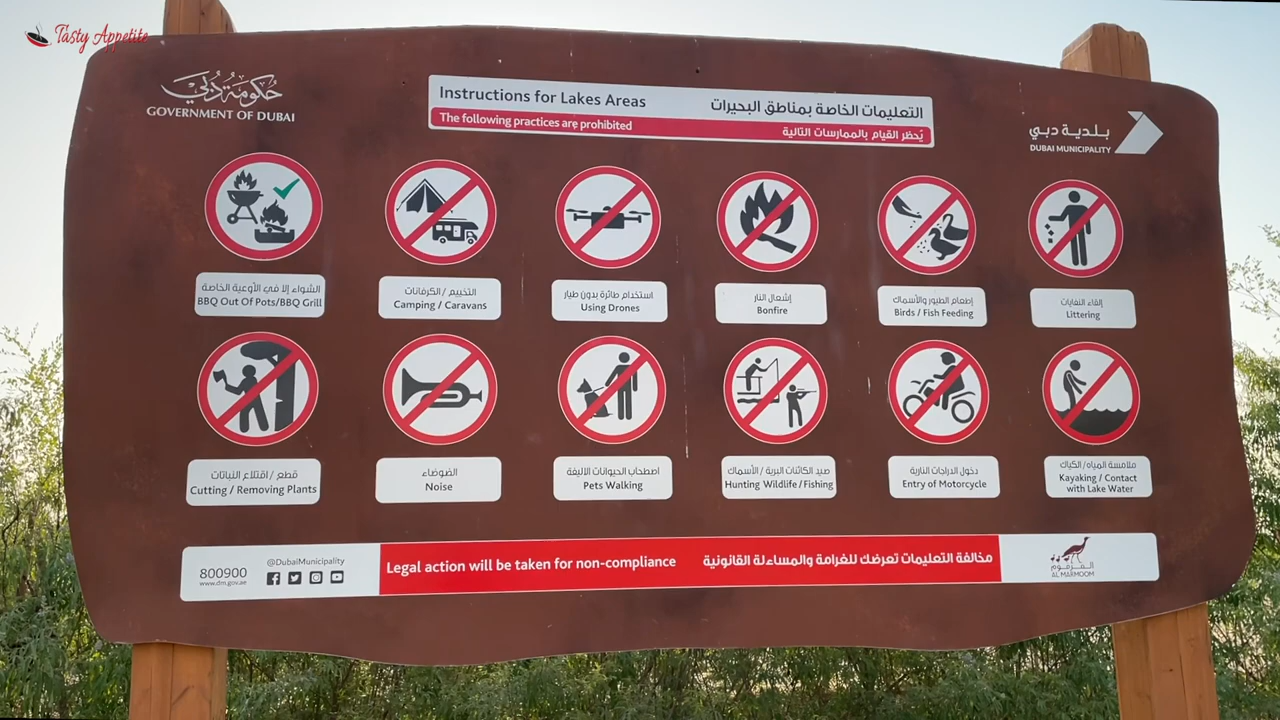 Tasty Appetite
حكومة دبي
GOVERNMENT OF DUBAI
Instructions for Lakes Areas
التعليمات الخاصة بمناطق البحيرات
The following practices are prohibited
يُحظر القيام بالممارسات التالية
بلدية دبي
DUBAI MUNICIPALITY
الشواء إلا في الأوعية الخاصة
BBQ Out Of Pots/BBQ Grill
التخييم / الكرفانات
Camping / Caravans
استخدام طائرة بدون طيار
Using Drones
إشعال النار
Bonfire
إطعام الطيور والأسماك
Birds / Fish Feeding
إلقاء النفايات
Littering
قطع / اقتلاع النباتات
Cutting / Removing Plants
الضوضاء
Noise
اصطحاب الحيوانات الاليفة
Pets Walking
صيد الكائنات البرية / الأسماك
Hunting Wildlife / Fishing
دخول الدراجات النارية
Entry of Motorcycle
ملامسة المياه/ الكياك
Kayaking / Contact
with Lake Water
800900
www.dm.gov.ae
@DubaiMunicipality
Legal action will be taken for non-compliance
مخالفة التعليمات تعرضك للغرامة والمساءلة القانونية
المرموم
AL MARMOOM